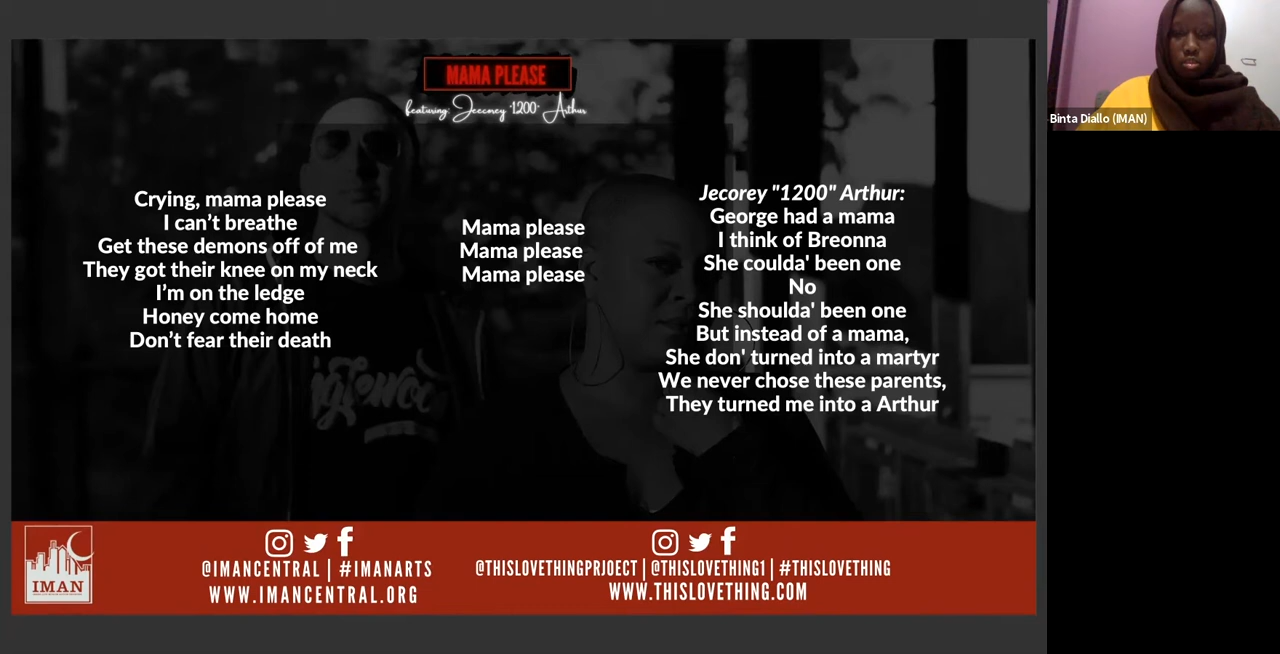 MAMA PLEASE
featuring: Jeecorey "1200" Arthur
Crying, mama please
I can’t breathe
Get these demons off of me
They got their knee on my neck
I’m on the ledge
Honey come home
Don’t fear their death
Mama please
Mama please
Mama please
Jecorey "1200" Arthur:
George had a mama
I think of Breonna
She coulda' been one
No
She shoulda' been one
But instead of a mama,
She don' turned into a martyr
We never chose these parents,
They turned me into a Arthur
IMAN
@IMANCENTRAL | #IMANARTS
WWW.IMANCENTRAL.ORG
@THISLOVETHINGPRJOECT | @THISLOVETHING1 | #THISLOVETHING
WWW.THISLOVETHING.COM
Binta Diallo (IMAN)